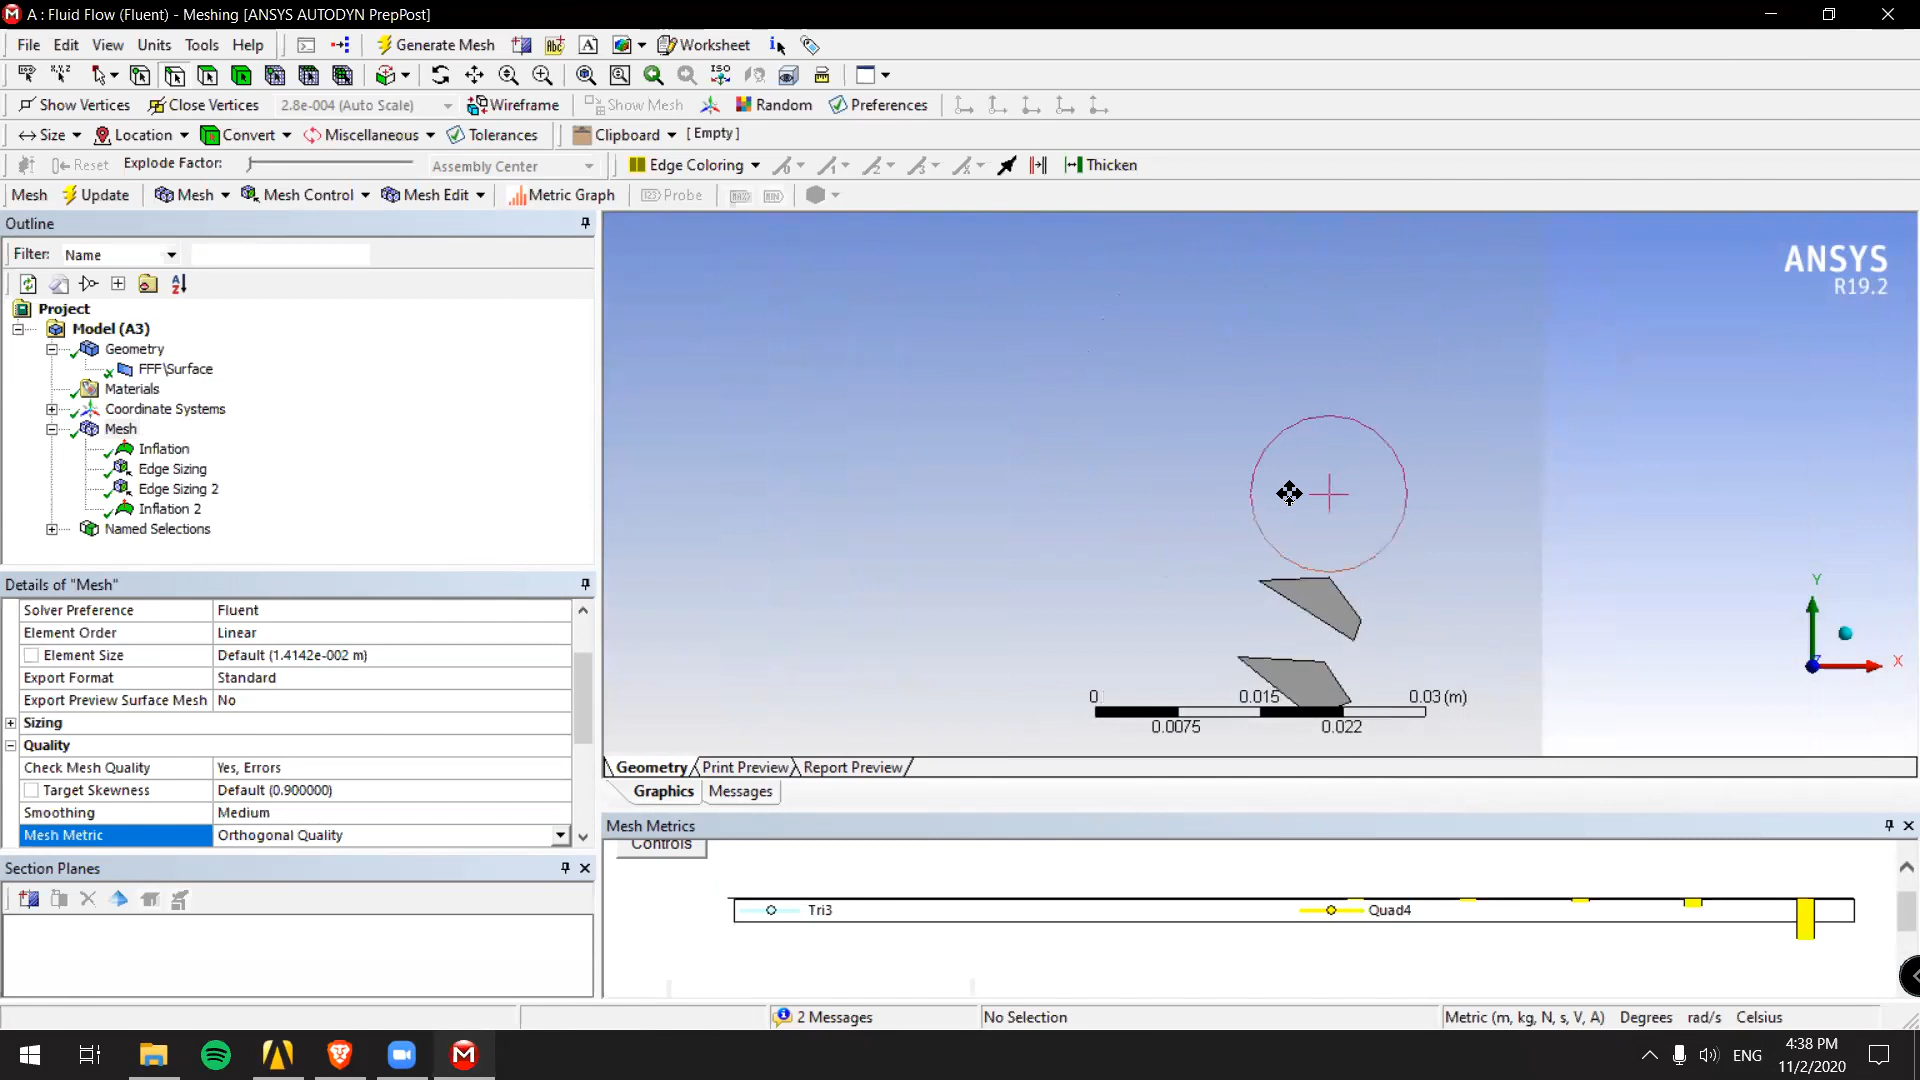 A : Fluid Flow (Fluent) - Meshing [ANSYS AUTODYN PrepPost]
File Edit View Units Tools Help Generate Mesh Worksheet
ISO
Show Vertices Close Vertices 2.8e-004 (Auto Scale) Wireframe Show Mesh Random Preferences
Size Location Convert Miscellaneous Tolerances Clipboard [ Empty ]
Reset Explode Factor: Assembly Center Edge Coloring Thicken
Mesh Update Mesh Mesh Control Mesh Edit Metric Graph Probe
Outline
Filter: Name
Project
Model (A3)
Geometry
FFF\Surface
Materials
Coordinate Systems
Mesh
Inflation
Edge Sizing
Edge Sizing 2
Inflation 2
Named Selections
Details of "Mesh"
Solver Preference Fluent
Element Order Linear
Element Size Default (1.4142e-002 m)
Export Format Standard
Export Preview Surface Mesh No
Sizing
Quality
Check Mesh Quality Yes, Errors
Target Skewness Default (0.900000)
Smoothing Medium
Mesh Metric Orthogonal Quality
Section Planes
ANSYS
R19.2
Y
X
Z
0 0.015 0.03 (m)
0.0075 0.022
Geometry Print Preview Report Preview
Graphics Messages
Mesh Metrics
Controls
Tri3 Quad4
2 Messages No Selection Metric (m, kg, N, s, V, A) Degrees rad/s Celsius
ENG 4:38 PM
11/2/2020